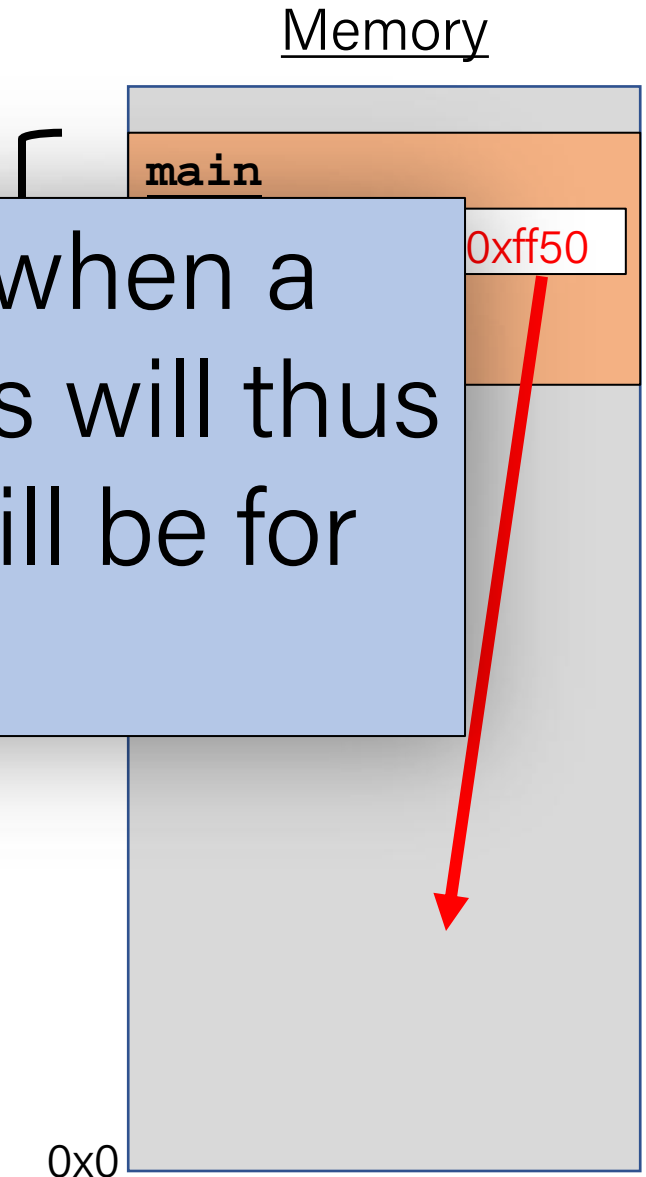 Memory
main
0xff50
when a
s will thus
ill be for
0x0